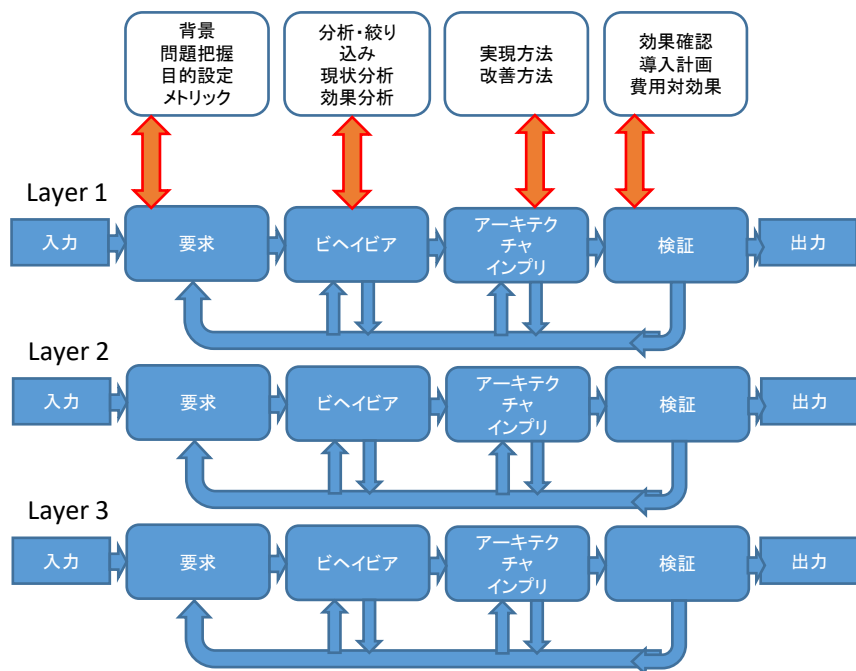 背景
問題把握
目的設定
メトリック
分析・絞り
込み
現状分析
効果分析
実現方法
改善方法
効果確認
導入計画
費用対効果
Layer 1
入力
要求
ビヘイビア
アーキテク
チャ
インプリ
検証
出力
Layer 2
入力
要求
ビヘイビア
アーキテク
チャ
インプリ
検証
出力
Layer 3
入力
要求
ビヘイビア
アーキテク
チャ
インプリ
検証
出力